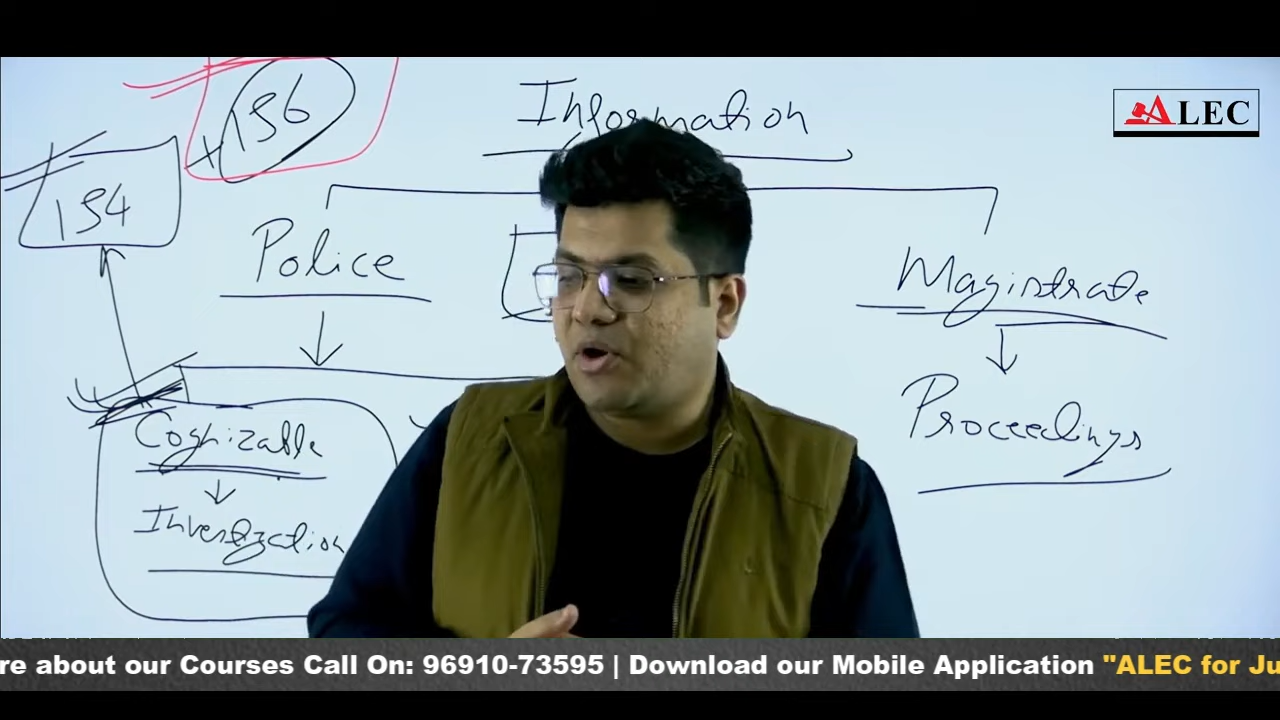 156
Information
ALEC
154
Police
Magistrate
Proceedings
Cognizable
Investigation
re about our Courses Call On: 96910-73595 | Download our Mobile Application "ALEC for Ju